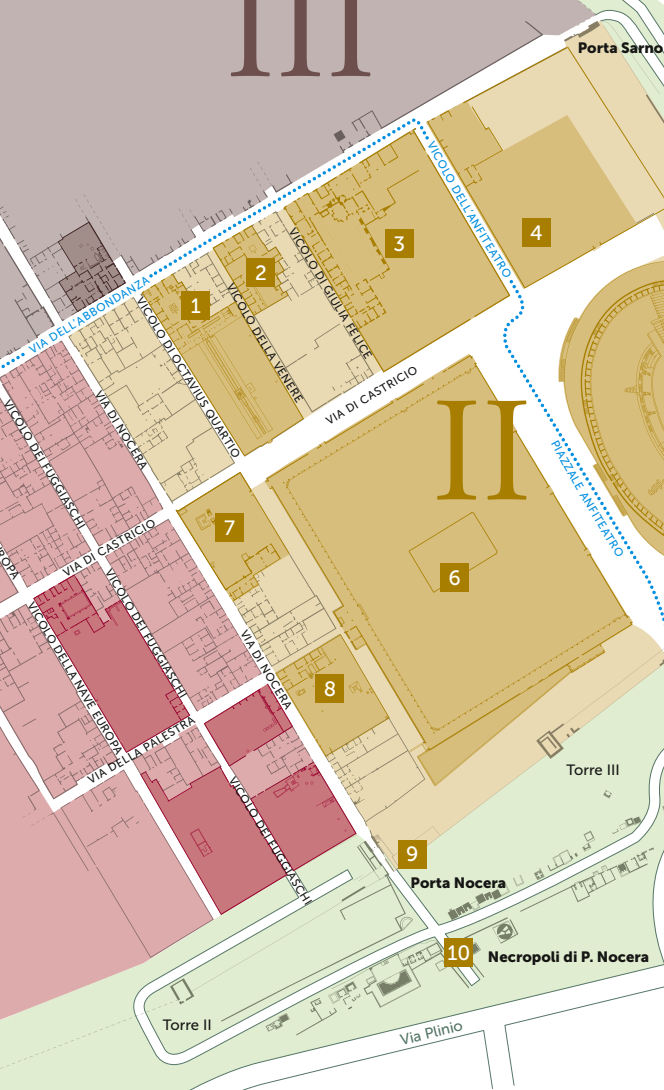 III
Porta Sarno
VICOLO DELL'ANFITEATRO
4
3
2
VICOLO DI GIULIA FELICE
1
VIA DELL'ABBONDANZA
VICOLO DELLA VENERE
VICOLO DI OCTAVIUS QUARTIO
VIA DI CASTRICIO
VIA DI NOCERA
VICOLO DEI FUGGIASCHI
II
PIAZZALE ANFITEATRO
7
6
VIA DI CASTRICIO
ROPA
VICOLO DEI FUGGIASCHI
VICOLO DELLA NAVE EUROPA
VIA DI NOCERA
8
VIA DELLA PALESTRA
Torre III
VICOLO DEI FUGGIASCHI
9
Porta Nocera
10
Necropoli di P. Nocera
Torre II
Via Plinio